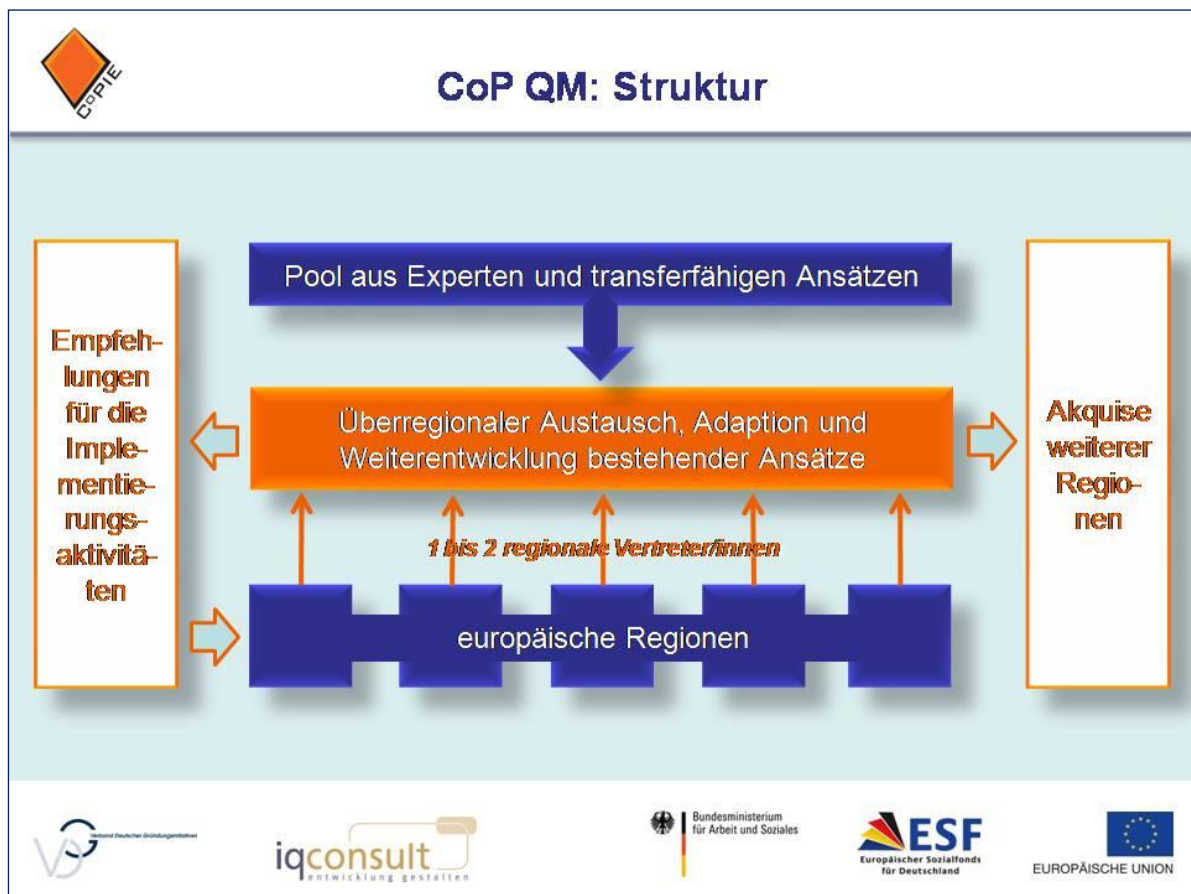 COPIE
CoP QM: Struktur
Pool aus Experten und transferfähigen Ansätzen
Empfeh-
lungen
für die
Imple-
mentie-
rungs-
aktivitä-
ten
Überregionaler Austausch, Adaption und
Weiterentwicklung bestehender Ansätze
Akquise
weiterer
Regio-
nen
1 bis 2 regionale Vertreter/innen
europäische Regionen
VDG
Verband Deutscher Gründungsinitiativen
iqconsult
entwicklung gestalten
Bundesministerium
für Arbeit und Soziales
ESF
Europäischer Sozialfonds
für Deutschland
EUROPÄISCHE UNION